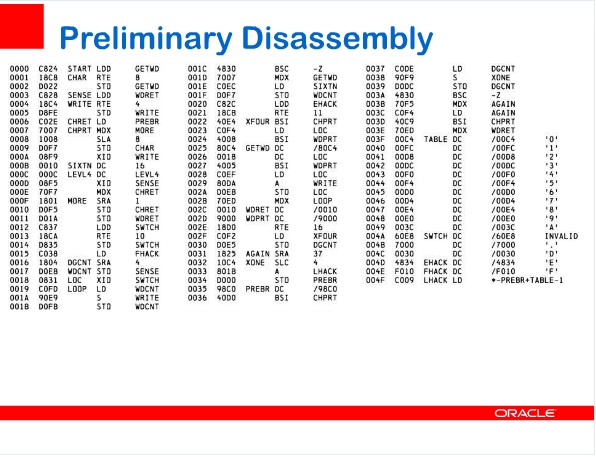 Preliminary Disassembly
0000 C824 START LDD GETWD
0001 18C8 CHAR RTE 8
0002 D022 STO GETWD
0003 C828 SENSE LDD WDRET
0004 18C4 WRITE RTE 4
0005 D8FE STD WRITE
0006 C02E CHRET LD PREBR
0007 7007 CHPRT MDX MORE
0008 1008 SLA 8
0009 D0F7 STO CHAR
000A 08F9 XIO WRITE
000B 0010 SIXTN DC 16
000C 000C LEVL4 DC LEVL4
000D 08F5 XIO SENSE
000E 70F7 MDX CHRET
000F 1801 MORE SRA 1
0010 D0F5 STO CHRET
0011 D01A STO WDRET
0012 C837 LDD SWTCH
0013 18CA RTE 10
0014 D835 STD SWTCH
0015 C038 LD FHACK
0016 1804 DGCNT SRA 4
0017 D0EB WDCNT STO SENSE
0018 0831 LOC XIO SWTCH
0019 C0FD LOOP LD WDCNT
001A 90E9 S WRITE
001B D0FB STO WDCNT
001C 4830 BSC -Z
001D 7007 MDX GETWD
001E C0EC LD SIXTN
001F D0F7 STO WDCNT
0020 C82C LDD EHACK
0021 18CB RTE 11
0022 40E4 XFOUR BSI CHPRT
0023 C0F4 LD LOC
0024 4008 BSI WDPRT
0025 80C4 GETWD DC /80C4
0026 001B DC LOC
0027 4005 BSI WDPRT
0028 C0EF LD LOC
0029 80DA A WRITE
002A D0EB STO LOC
002B 70ED MDX LOOP
002C 0010 WDRET DC /0010
002D 9000 WDPRT DC /9000
002E 18D0 RTE 16
002F C0F2 LD XFOUR
0030 D0E5 STO DGCNT
0031 1825 AGAIN SRA 37
0032 10C4 XONE SLC 4
0033 801B A LHACK
0034 D000 STO PREBR
0035 98C0 PREBR DC /98C0
0036 40D0 BSI CHPRT
0037 C0DE LD DGCNT
0038 90F9 S XONE
0039 D0DC STO DGCNT
003A 4830 BSC -Z
003B 70F5 MDX AGAIN
003C C0F4 LD AGAIN
003D 40C9 BSI CHPRT
003E 70ED MDX WDRET
003F 00C4 TABLE DC /00C4 '0'
0040 00FC DC /00FC '1'
0041 00D8 DC /00D8 '2'
0042 00DC DC /00DC '3'
0043 00F0 DC /00F0 '4'
0044 00F4 DC /00F4 '5'
0045 00D0 DC /00D0 '6'
0046 00D4 DC /00D4 '7'
0047 00E4 DC /00E4 '8'
0048 00E0 DC /00E0 '9'
0049 003C DC /003C 'A'
004A 60E8 SWTCH DC /60E8 INVALID
004B 7000 DC /7000 '.'
004C 0030 DC /0030 'D'
004D 4834 EHACK DC /4834 'E'
004E F010 FHACK DC /F010 'F'
004F C009 LHACK LD *-PREBR+TABLE-1
ORACLE